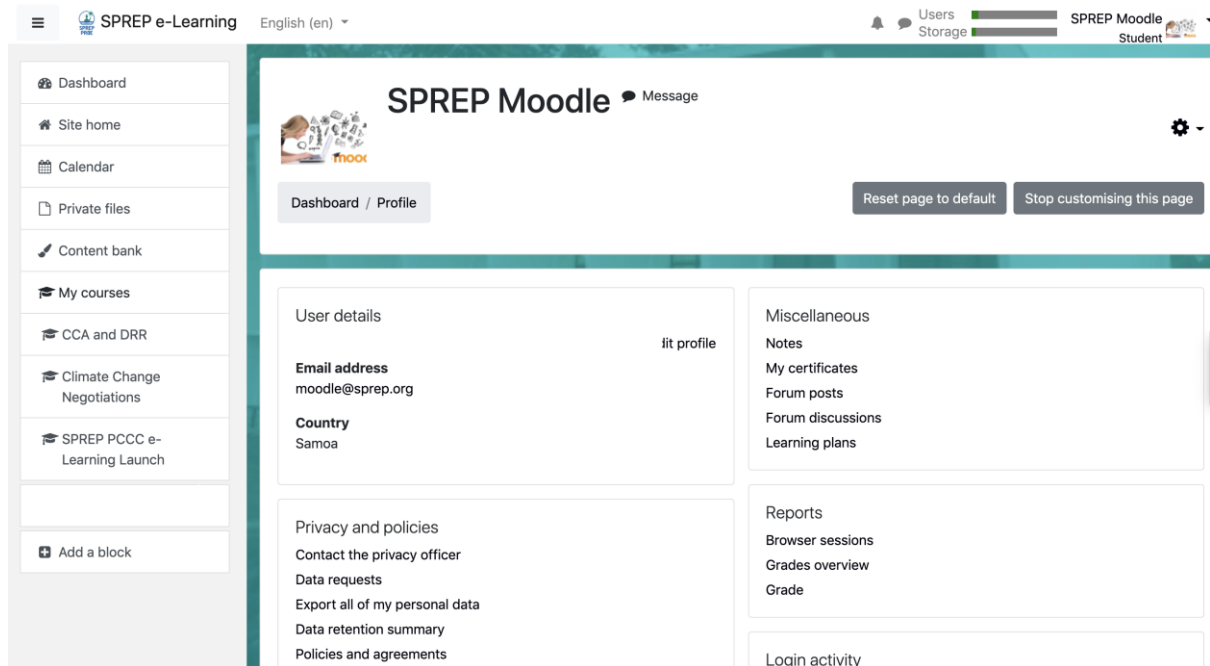 SPREP e-Learning
English (en)
Users
Storage
SPREP Moodle
Student
Dashboard
Site home
Calendar
Private files
Content bank
My courses
CCA and DRR
Climate Change
Negotiations
SPREP PCCC e-
Learning Launch
Add a block
SPREP Moodle
Message
Dashboard / Profile
Reset page to default
Stop customising this page
User details
dit profile
Email address
moodle@sprep.org
Country
Samoa
Privacy and policies
Contact the privacy officer
Data requests
Export all of my personal data
Data retention summary
Policies and agreements
Miscellaneous
Notes
My certificates
Forum posts
Forum discussions
Learning plans
Reports
Browser sessions
Grades overview
Grade
Login activity